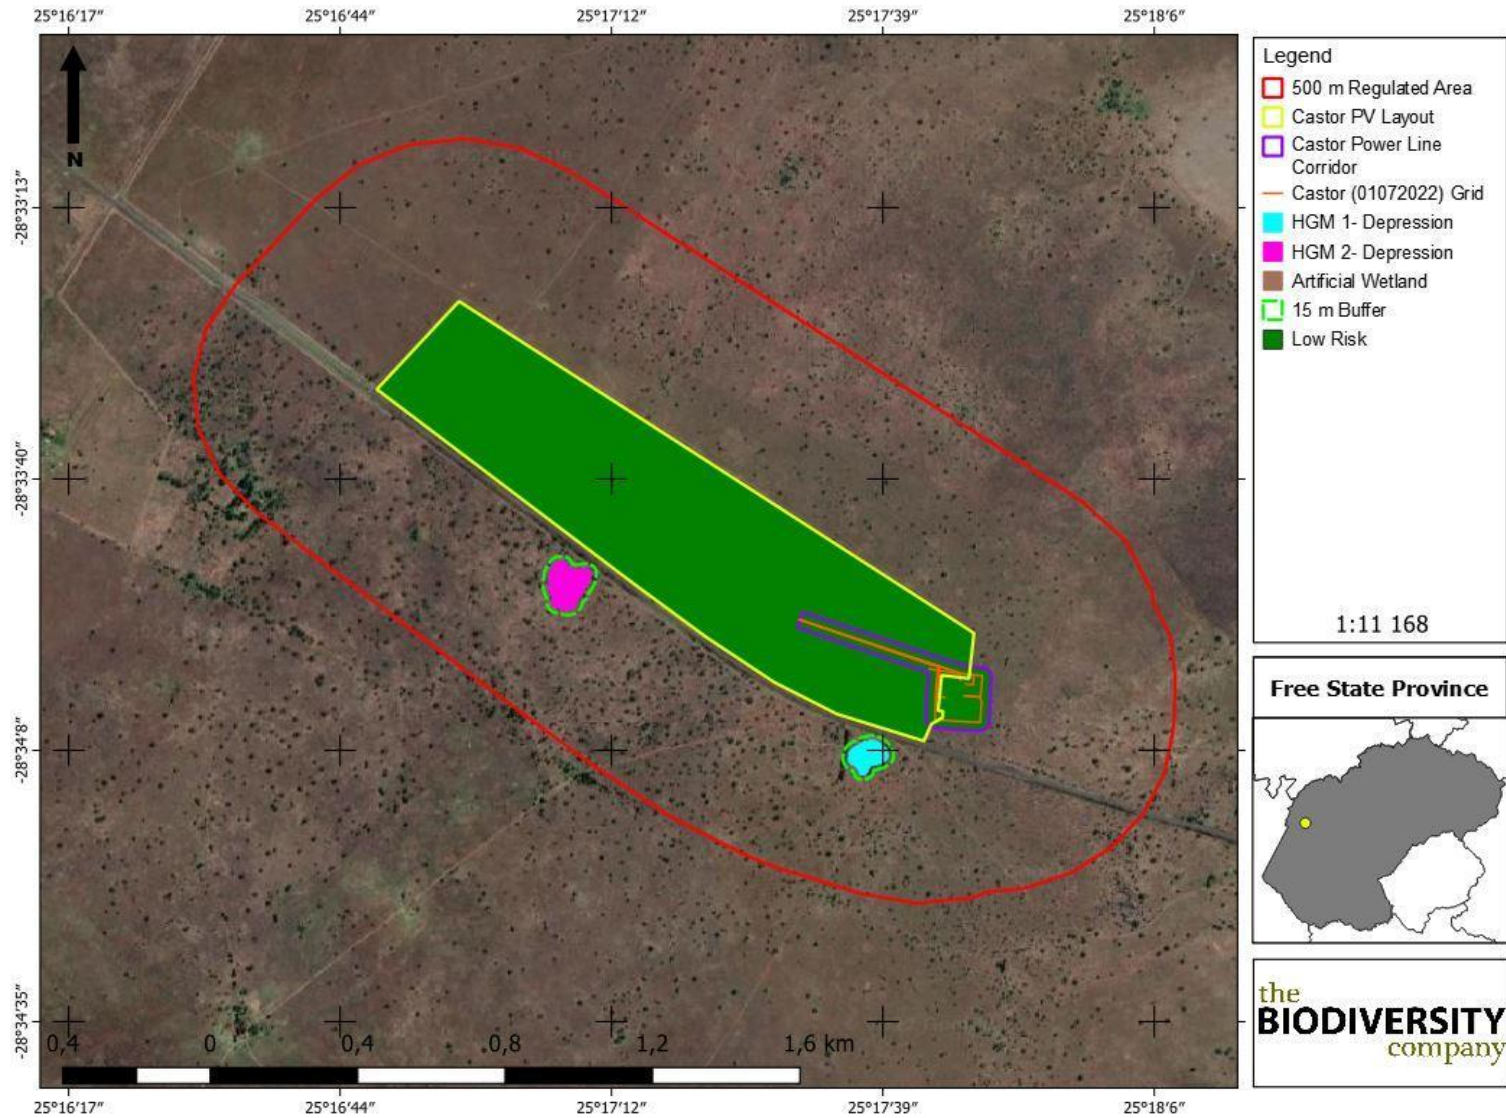 25°16′17″ 25°16′44″ 25°17′12″ 25°17′39″ 25°18′6″
N
-28°33′13″
-28°33′40″
-28°34′8″
-28°34′35″
0,4 0 0,4 0,8 1,2 1,6 km
25°16′17″ 25°16′44″ 25°17′12″ 25°17′39″ 25°18′6″
Legend
500 m Regulated Area
Castor PV Layout
Castor Power Line
Corridor
Castor (01072022) Grid
HGM 1- Depression
HGM 2- Depression
Artificial Wetland
15 m Buffer
Low Risk
1:11 168
Free State Province
the
BIODIVERSITY
company